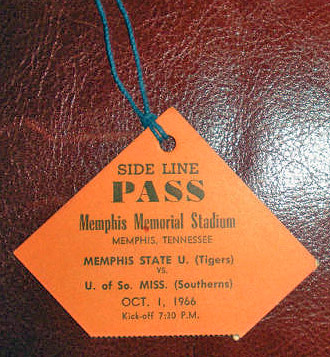 SIDE LINE
PASS
Memphis Memorial Stadium
MEMPHIS, TENNESSEE
MEMPHIS STATE U. (Tigers)
VS.
U. of So. MISS. (Southerns)
OCT. 1, 1966
Kick-off 7:30 P.M.